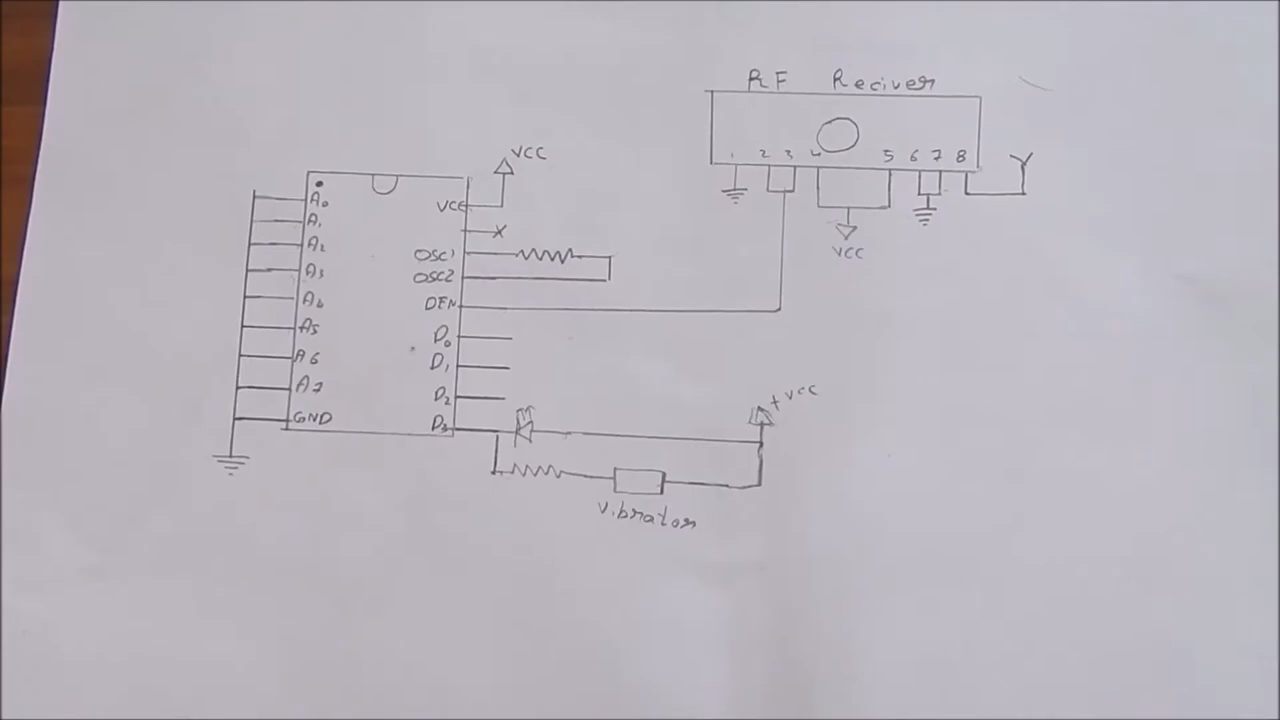 RF Reciver
1 2 3 4 5 6 7 8
VCC
VCC
A0
A1
A2
A3
A4
A5
A6
A7
GND
VCC
X
OSC1
OSC2
DEN
D0
D1
D2
D3
+ VCC
Vibrator